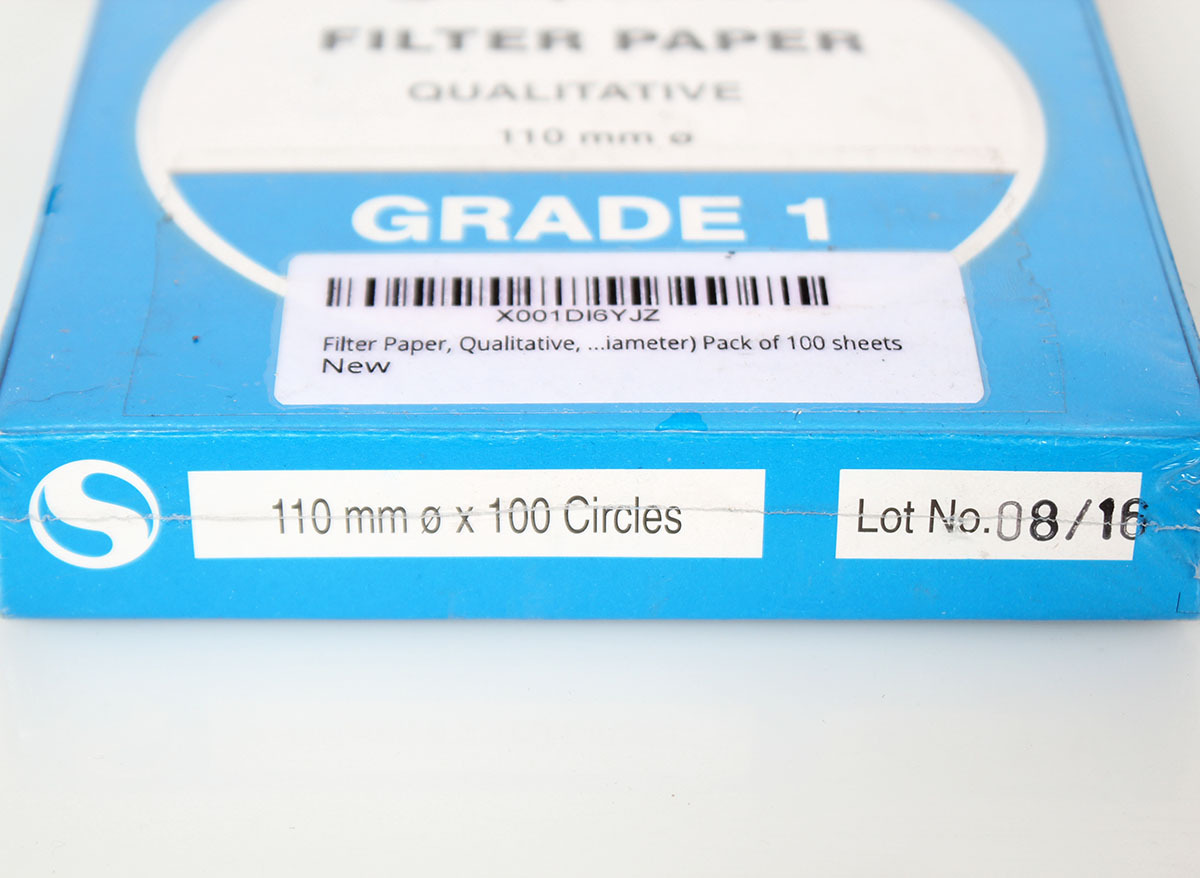 FILTER PAPER
QUALITATIVE
110 mm ø
GRADE 1
X001DI6YJZ
Filter Paper, Qualitative, ...iameter) Pack of 100 sheets
New
110 mm ø x 100 Circles
Lot No.08/16